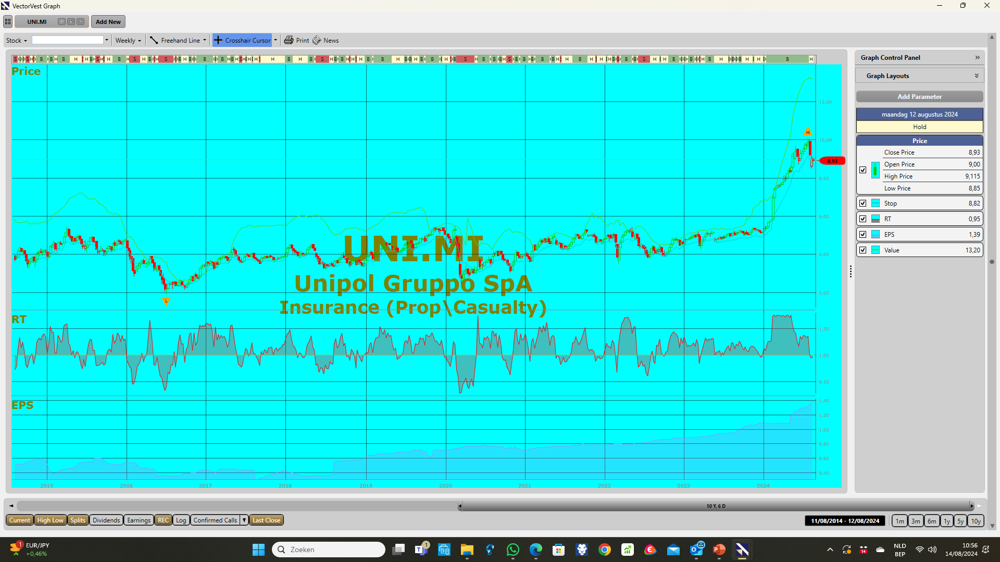 VectorVest Graph
UNI.MI
Add New
Stock
Weekly
Freehand Line
Crosshair Cursor
Print
News
Price
12,00
10,00
8,00
6,00
4,00
2,00
H
L
8,93
UNI.MI
Unipol Gruppo SpA
Insurance (Prop\Casualty)
RT
1,50
1,00
0,50
EPS
1,40
1,20
1,00
0,80
0,60
0,40
2015 2016 2017 2018 2019 2020 2021 2022 2023 2024
Graph Control Panel
Graph Layouts
Add Parameter
maandag 12 augustus 2024
Hold
Price
Close Price 8,93
Open Price 9,00
High Price 9,115
Low Price 8,85
Stop 8,82
RT 0,95
EPS 1,39
Value 13,20
10 Y, 6 D
Current High Low Splits Dividends Earnings REC Log Confirmed Calls Last Close
11/08/2014 - 12/08/2024
1m 3m 6m 1y 5y 10y
1
EUR/JPY
+0,46%
Zoeken
1
14
NLD
BEP
10:56
14/08/2024